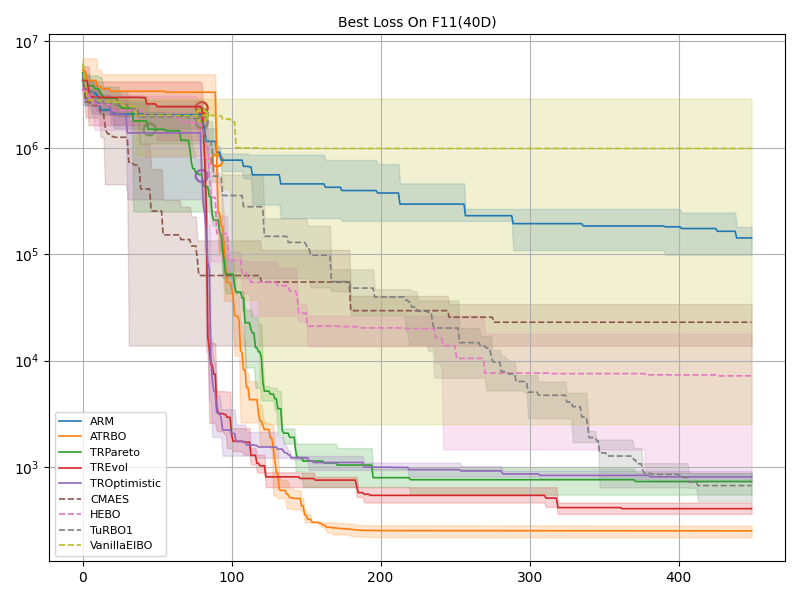 Best Loss On F11(40D)
10^7
10^6
10^5
10^4
10^3
ARM
ATRBO
TRPareto
TREvol
TROptimistic
CMAES
HEBO
TuRBO1
VanillaEIBO
0 100 200 300 400